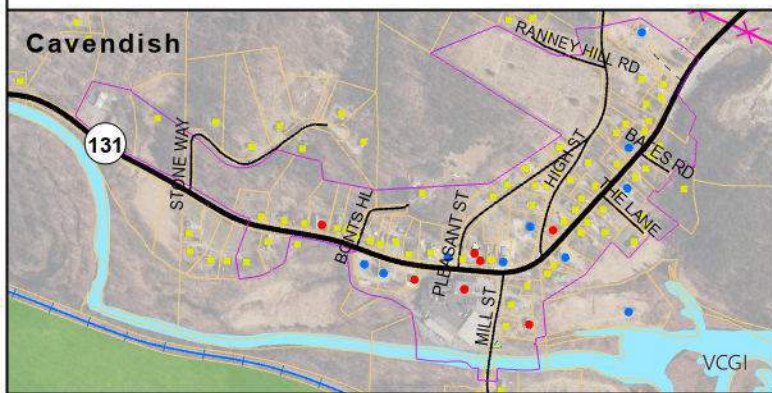 Cavendish
RANNEY HILL RD
131
STONE WAY
HIGH ST
BATES RD
THE LANE
BONTS HL
PLEASANT ST
MILL ST
VCGI